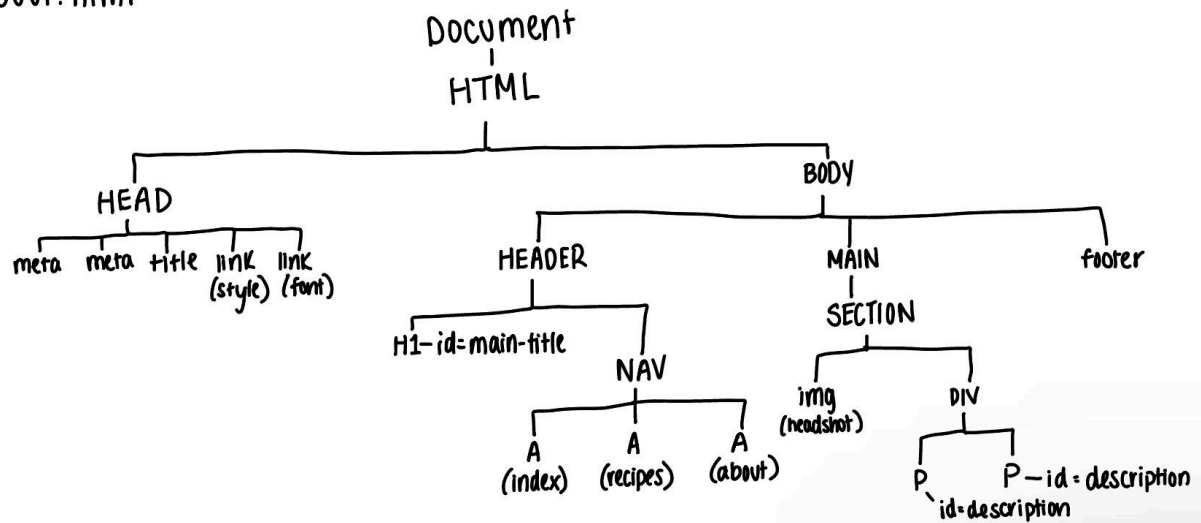 Document
HTML
HEAD
BODY
meta meta title link link
(style) (font)
HEADER MAIN footer
H1-id=main-title
SECTION
NAV
img DIV
(headshot)
A A A
(index) (recipes) (about)
P P-id=description
id=description